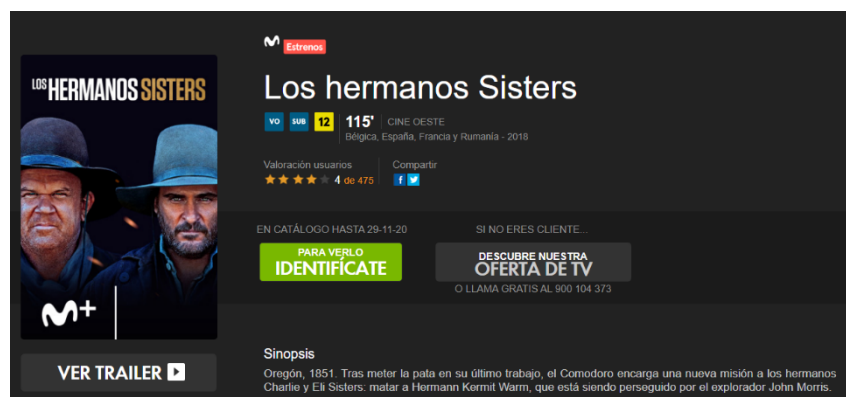 LOS HERMANOS SISTERS
M+
VER TRAILER
Estrenos
Los hermanos Sisters
VO SUB 12 115' CINE OESTE
Bélgica, España, Francia y Rumanía - 2018
Valoración usuarios Compartir
4 de 475
EN CATÁLOGO HASTA 29-11-20 SI NO ERES CLIENTE...
PARA VERLO
IDENTIFÍCATE
DESCUBRE NUESTRA
OFERTA DE TV
O LLAMA GRATIS AL 900 104 373
Sinopsis
Oregón, 1851. Tras meter la pata en su último trabajo, el Comodoro encarga una nueva misión a los hermanos
Charlie y Eli Sisters: matar a Hermann Kermit Warm, que está siendo perseguido por el explorador John Morris.